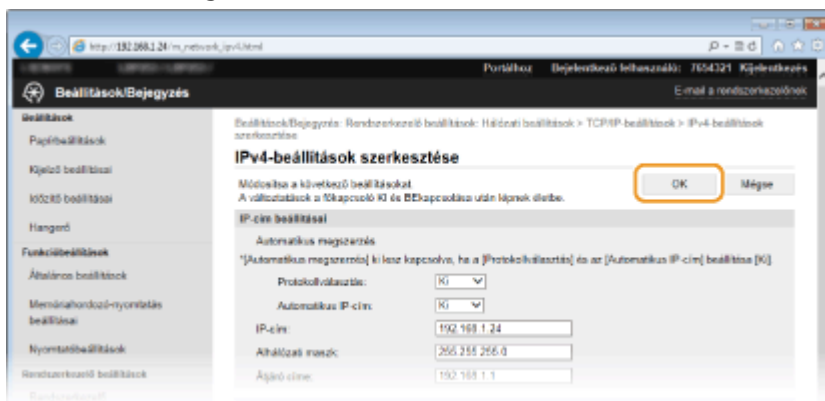 http://192.168.1.24/m_network_ipv4.html
Portálhoz Bejelentkező felhasználó: 7654321 Kijelentkezés
Beállítások/Bejegyzés
E-mail a rendszerkezelőnek
Beállítások
Papírbeállítások
Kijelző beállításai
Időzítő beállításai
Hangerő
Funkcióbeállítások
Általános beállítások
Memóriahordozó-nyomtatás beállításai
Nyomtatóbeállítások
Rendszerkezelő beállítások
Beállítások/Bejegyzés: Rendszerkezelő beállítások: Hálózati beállítások > TCP/IP-beállítások > IPv4-beállítások
szerkesztése
IPv4-beállítások szerkesztése
Módosítsa a következő beállításokat.
A változtatások a főkapcsoló KI és BEkapcsolása után lépnek életbe.
OK Mégse
IP-cím beállításai
Automatikus megszerzés
*[Automatikus megszerzés] ki lesz kapcsolva, ha a [Protokollválasztás] és az [Automatikus IP-cím] beállítása [Ki].
Protokollválasztás: Ki
Automatikus IP-cím: Ki
IP-cím: 192.168.1.24
Alhálózati maszk: 255.255.255.0
Átjáró címe: 192.168.1.1